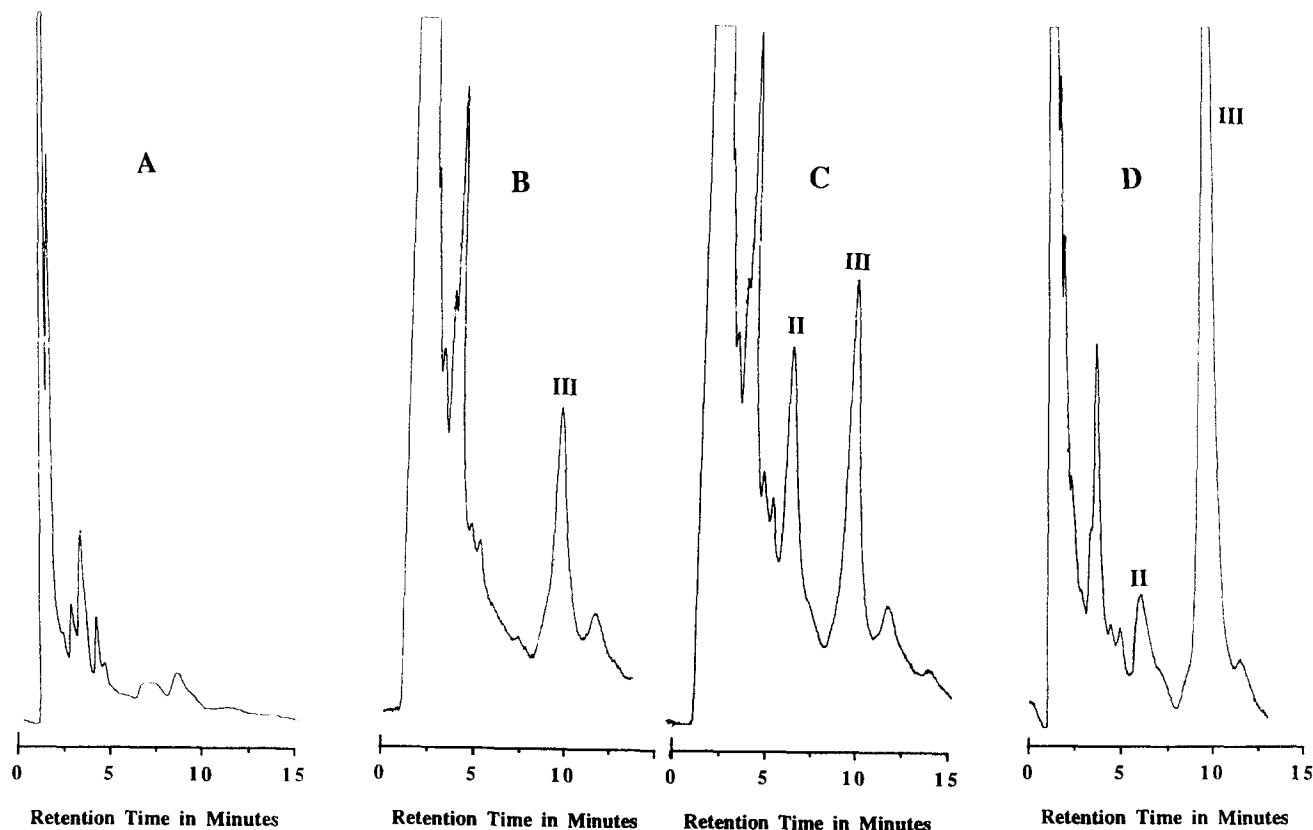 A
B
III
C
II
III
D
II
III
0 5 10 15
0 5 10
0 5 10 15
0 5 10 15
Retention Time in Minutes
Retention Time in Minutes
Retention Time in Minutes
Retention Time in Minutes